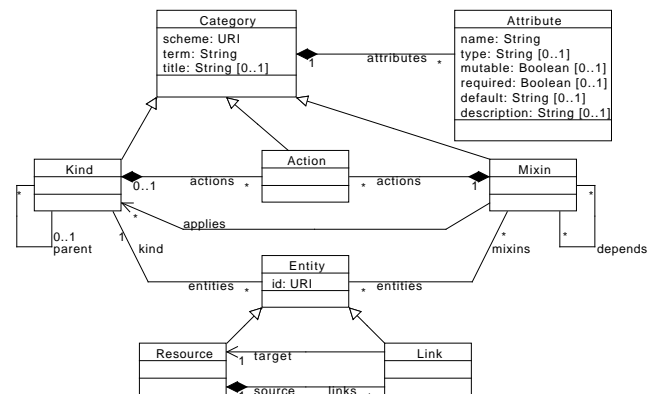 Category
scheme: URI
term: String
title: String [0..1]
Attribute
name: String
type: String [0..1]
mutable: Boolean [0..1]
required: Boolean [0..1]
default: String [0..1]
description: String [0..1]
1
attributes
*
Kind
Action
Mixin
0..1
actions
*
*
actions
1
*
0..1
parent
*
applies
*
*
depends
1
kind
*
mixins
entities
*
Entity
id: URI
*
entities
Resource
Link
1
target
1
source
links